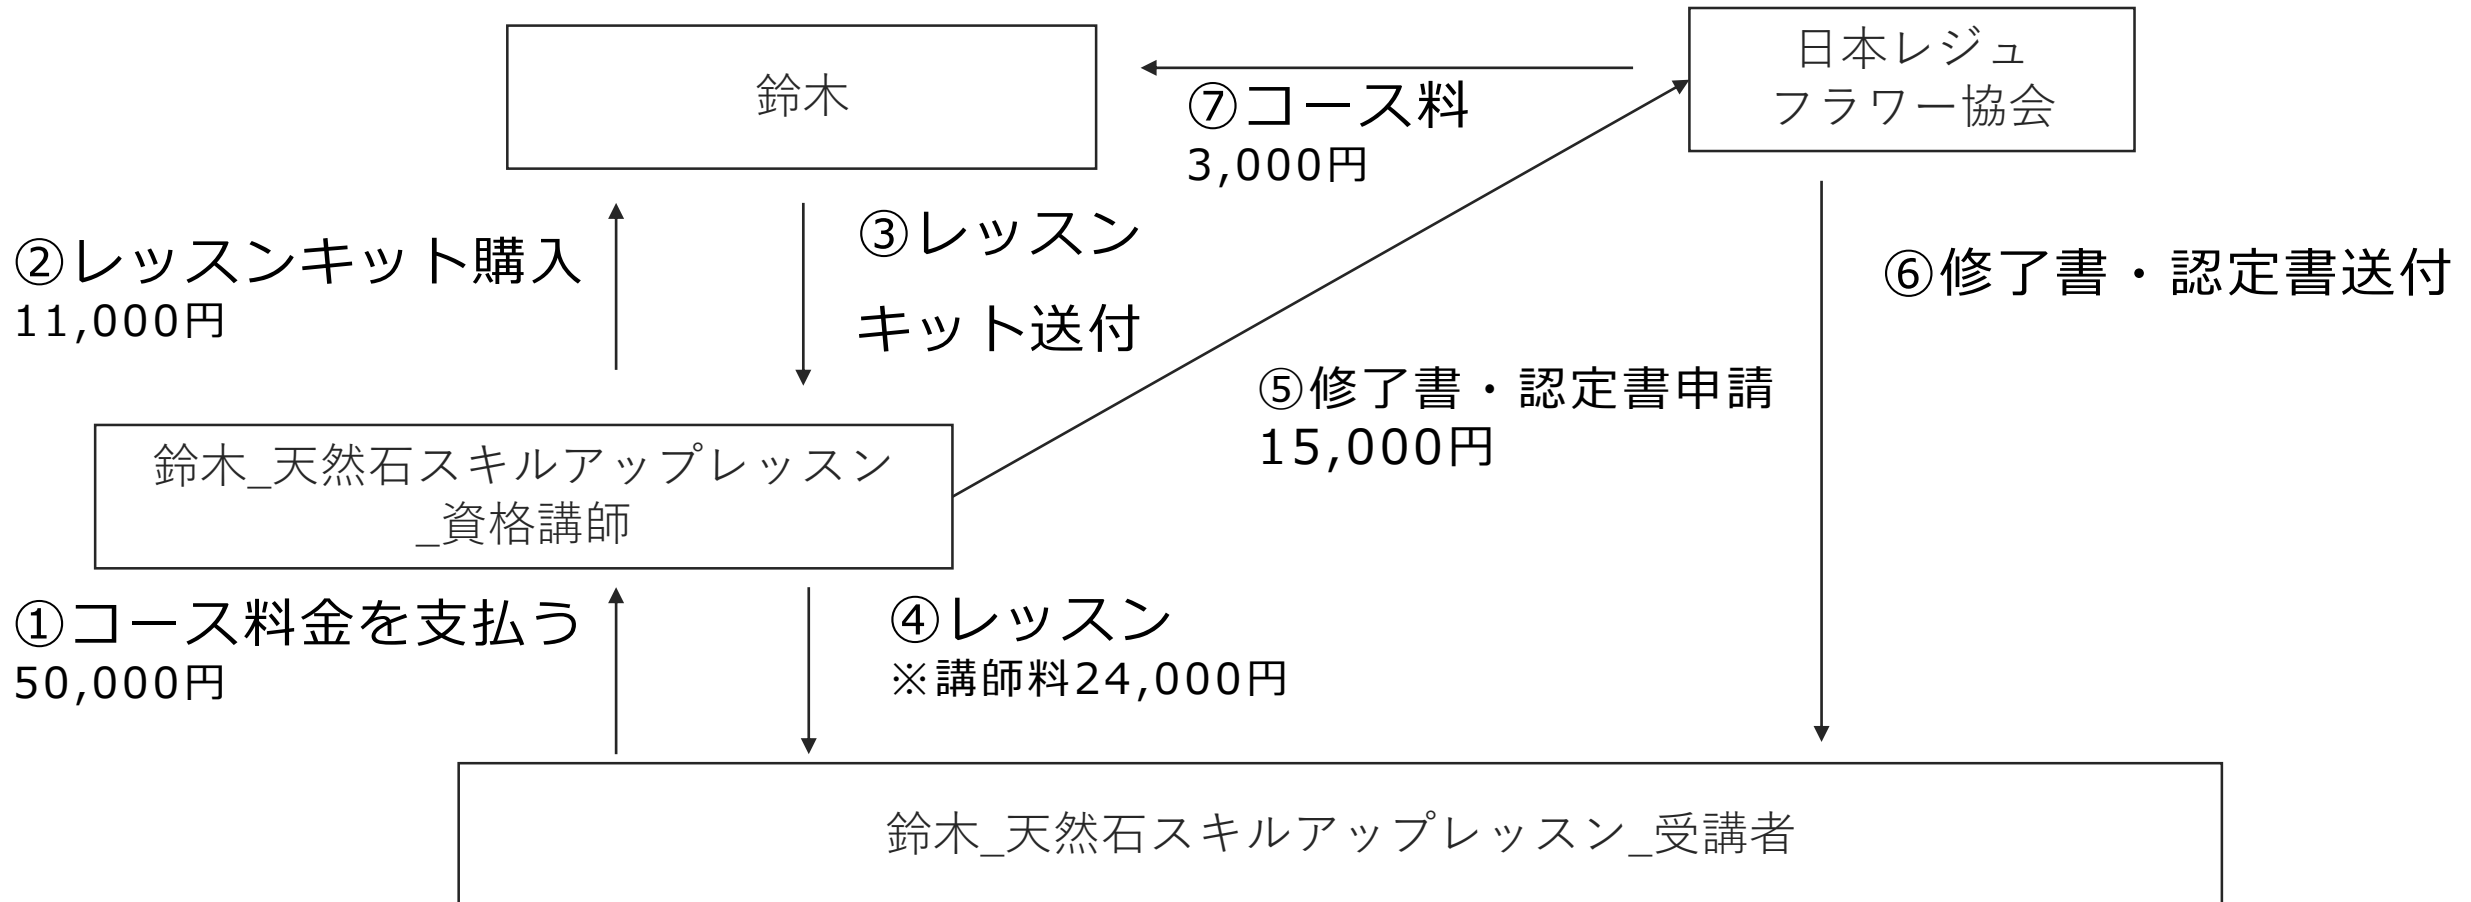 鈴木
日本レジュ
フラワー協会
⑦コース料
3,000円
②レッスンキット購入
11,000円
③レッスン
キット送付
⑥修了書・認定書送付
⑤修了書・認定書申請
15,000円
鈴木_天然石スキルアップレッスン
_資格講師
①コース料金を支払う
50,000円
④レッスン
※講師料24,000円
鈴木_天然石スキルアップレッスン_受講者